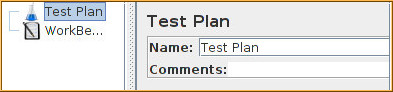 Test Plan
WorkBe...
Test Plan
Name: Test Plan
Comments: